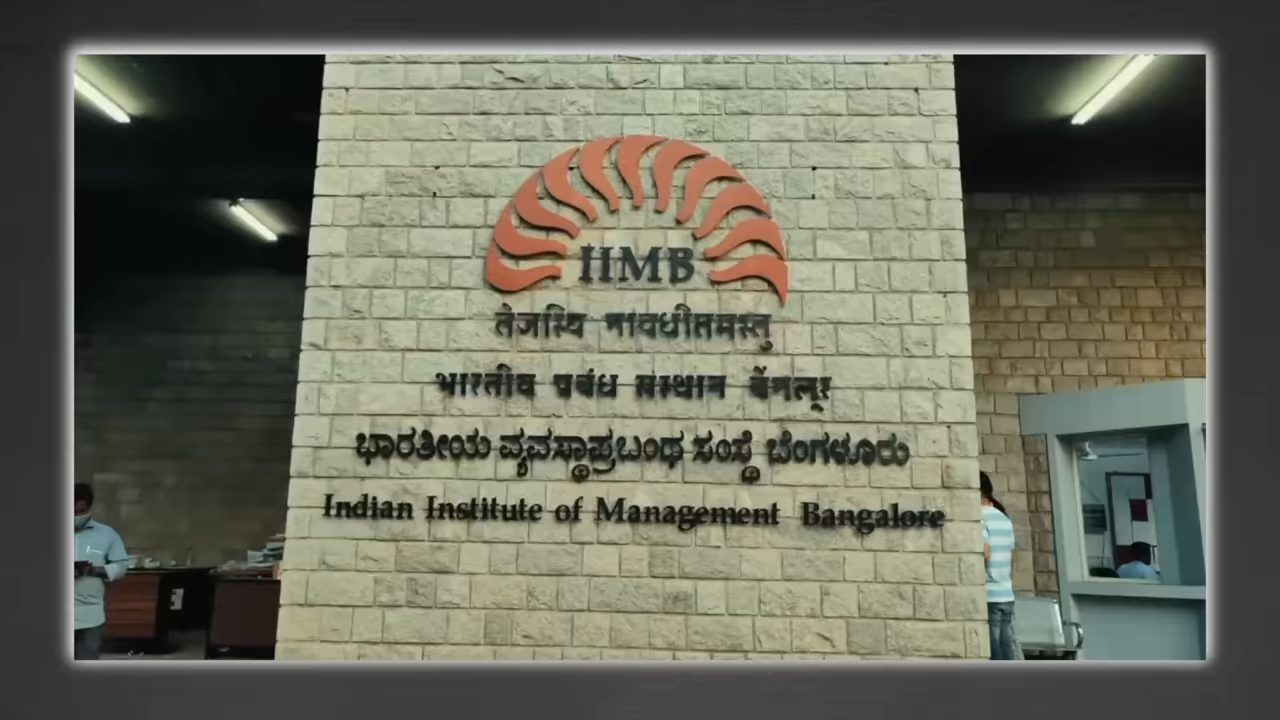 IIMB
तेजस्वि नावधीतमस्तु
भारतीय प्रबंध संस्थान बेंगलूर
ಭಾರತೀಯ ವ್ಯವಸ್ಥಾಪ್ರಬಂಥ ಸಂಸ್ಥೆ ಬೆಂಗಳೂರು
Indian Institute of Management Bangalore